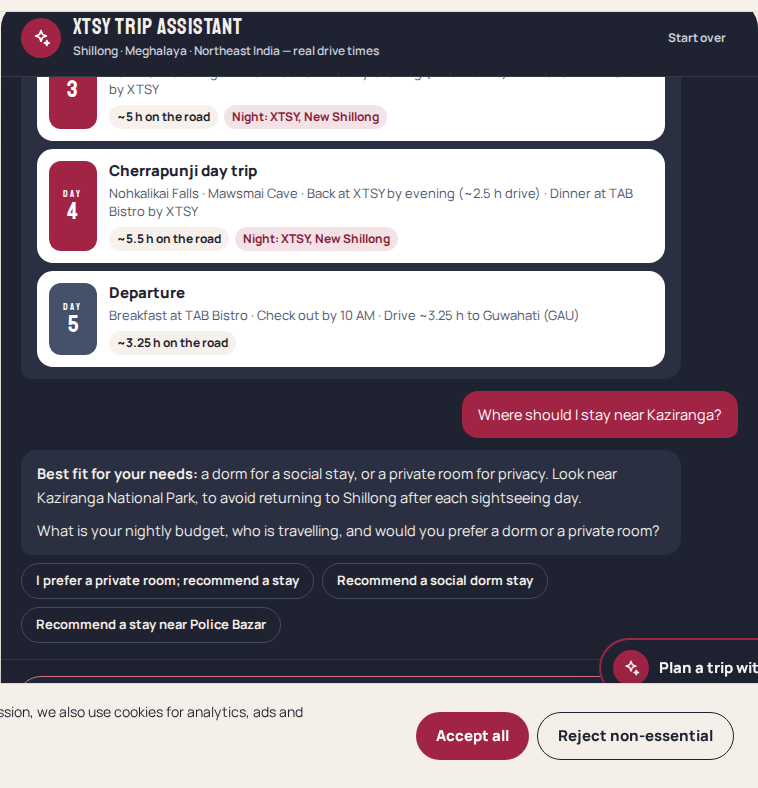 XTSY TRIP ASSISTANT
Shillong · Meghalaya · Northeast India — real drive times
Start over
DAY
3
by XTSY
~5 h on the road
Night: XTSY, New Shillong
DAY
4
Cherrapunji day trip
Nohkalikai Falls · Mawsmai Cave · Back at XTSY by evening (~2.5 h drive) · Dinner at TAB
Bistro by XTSY
~5.5 h on the road
Night: XTSY, New Shillong
DAY
5
Departure
Breakfast at TAB Bistro · Check out by 10 AM · Drive ~3.25 h to Guwahati (GAU)
~3.25 h on the road
Where should I stay near Kaziranga?
Best fit for your needs: a dorm for a social stay, or a private room for privacy. Look near
Kaziranga National Park, to avoid returning to Shillong after each sightseeing day.
What is your nightly budget, who is travelling, and would you prefer a dorm or a private room?
I prefer a private room; recommend a stay
Recommend a social dorm stay
Recommend a stay near Police Bazar
Plan a trip wit
ssion, we also use cookies for analytics, ads and
Accept all
Reject non-essential